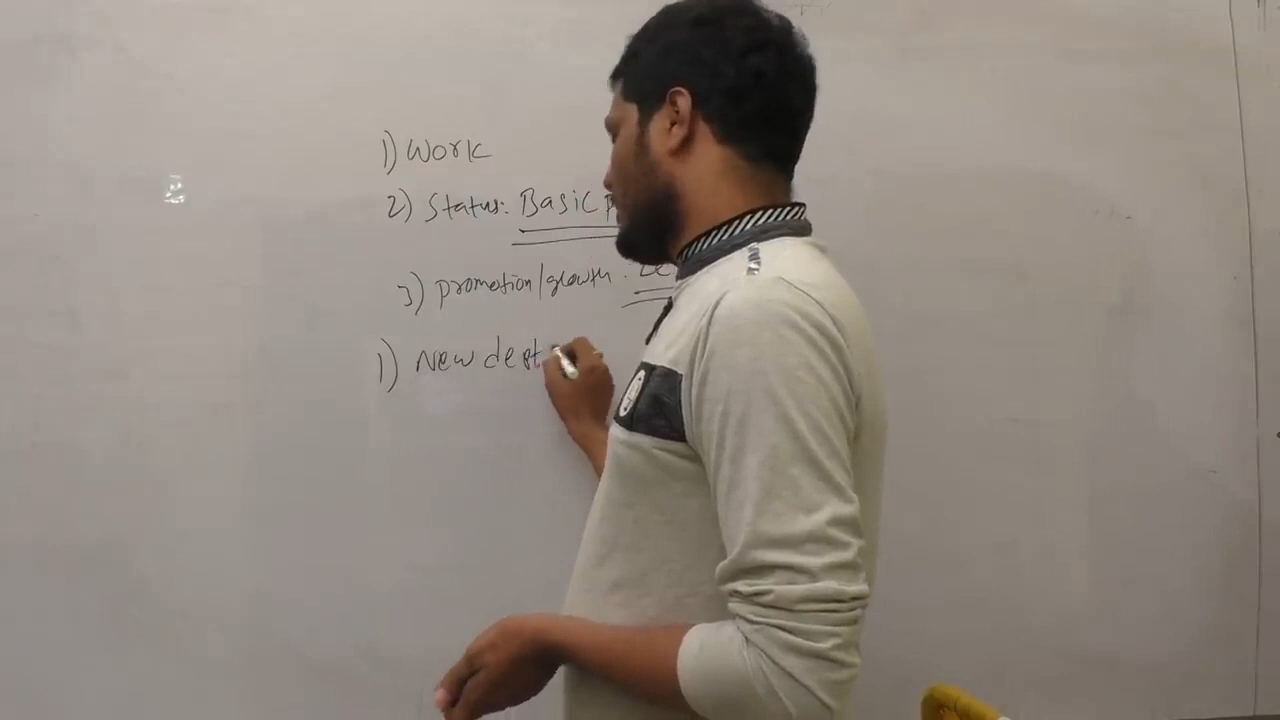 1) Work
2) Status: Basic
3) promotion/growth.
1) New dept